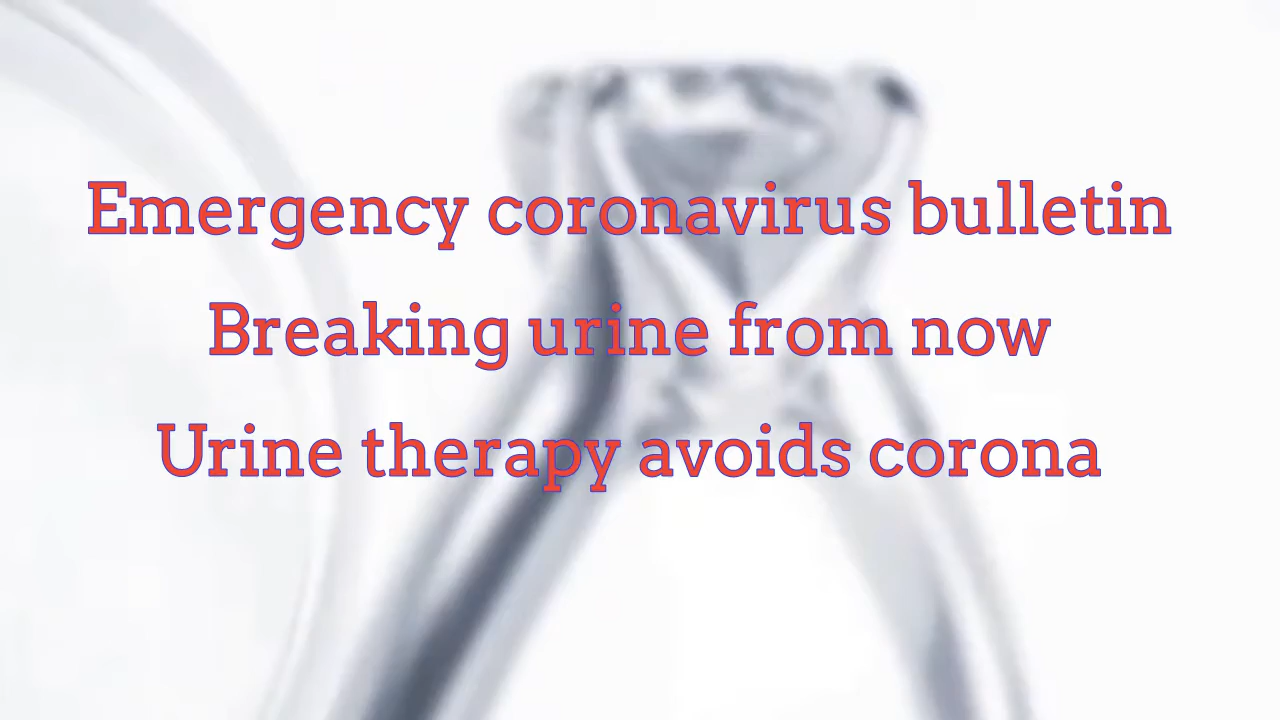 Emergency coronavirus bulletin
Breaking urine from now
Urine therapy avoids corona